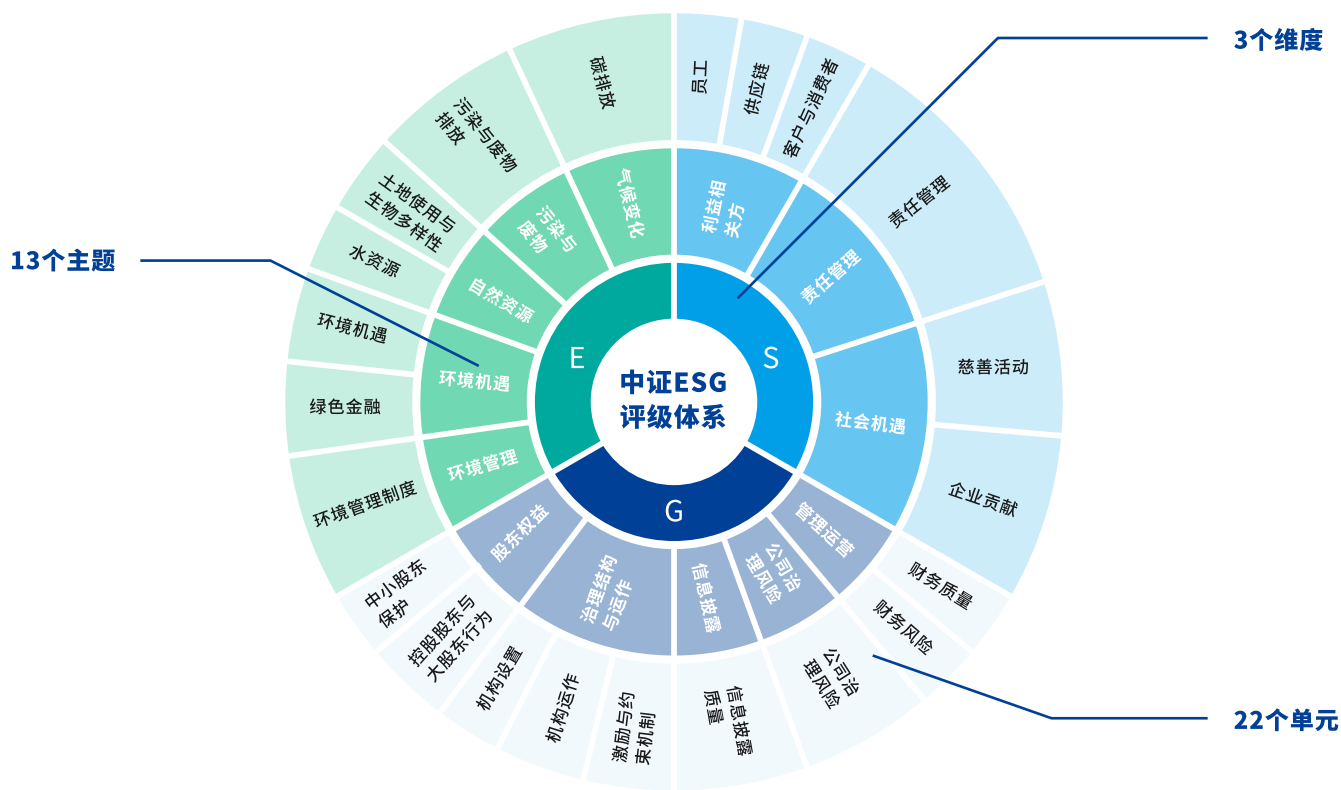 3个维度
13个主题
22个单元
中证ESG
评级体系
E
S
G
气候变化
污染与
废物
自然资源
环境机遇
环境管理
利益相
关方
责任管理
社会机遇
股东权益
治理结构
与运作
信息披露
公司治
理风险
管理运营
碳排放
污染与废物
排放
土地使用与
生物多样性
水资源
环境机遇
绿色金融
环境管理制度
员工
供应链
客户与消费者
责任管理
慈善活动
企业贡献
中小股东
保护
控股股东与
大股东行为
机构设置
机构运作
激励与约
束机制
信息披露
质量
公司治
理风险
财务风险
财务质量